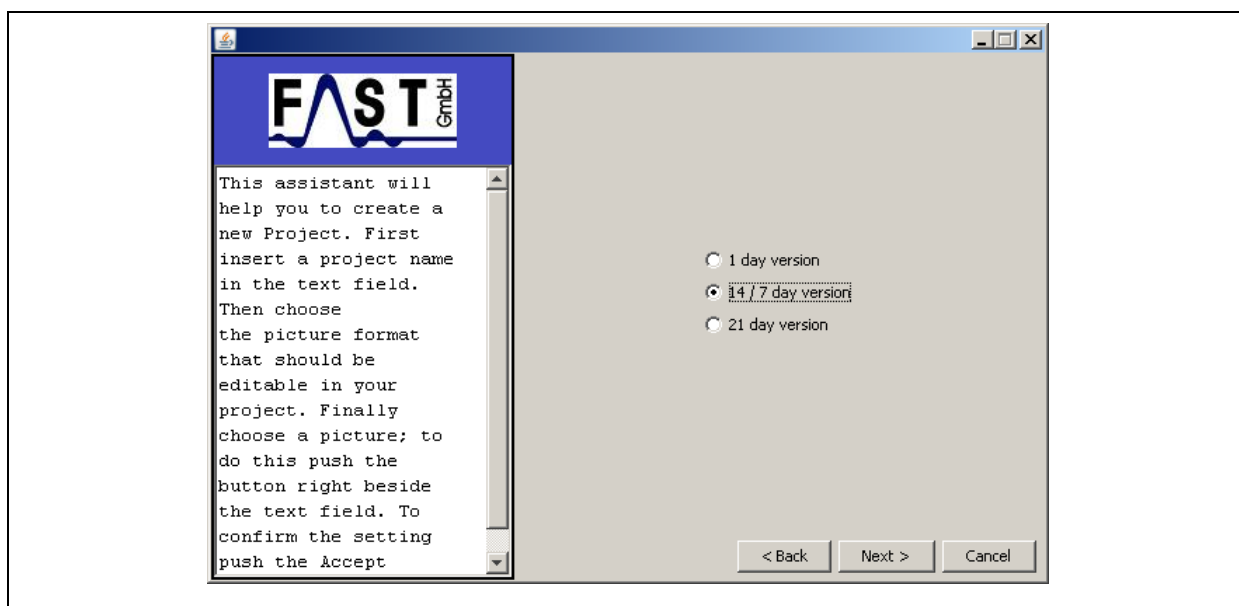 FAST GmbH
This assistant will
help you to create a
new Project. First
insert a project name
in the text field.
Then choose
the picture format
that should be
editable in your
project. Finally
choose a picture; to
do this push the
button right beside
the text field. To
confirm the setting
push the Accept
1 day version
14 / 7 day version
21 day version
< Back Next > Cancel